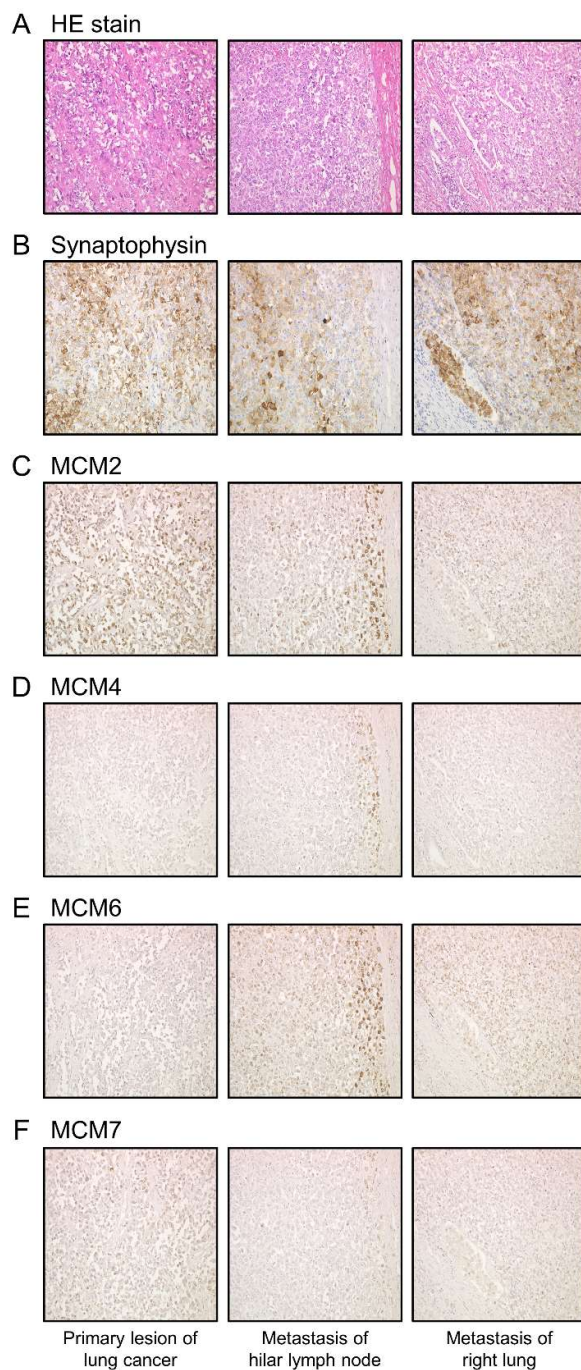 A HE stain
B Synaptophysin
C MCM2
D MCM4
E MCM6
F MCM7
Primary lesion of
lung cancer
Metastasis of
hilar lymph node
Metastasis of
right lung